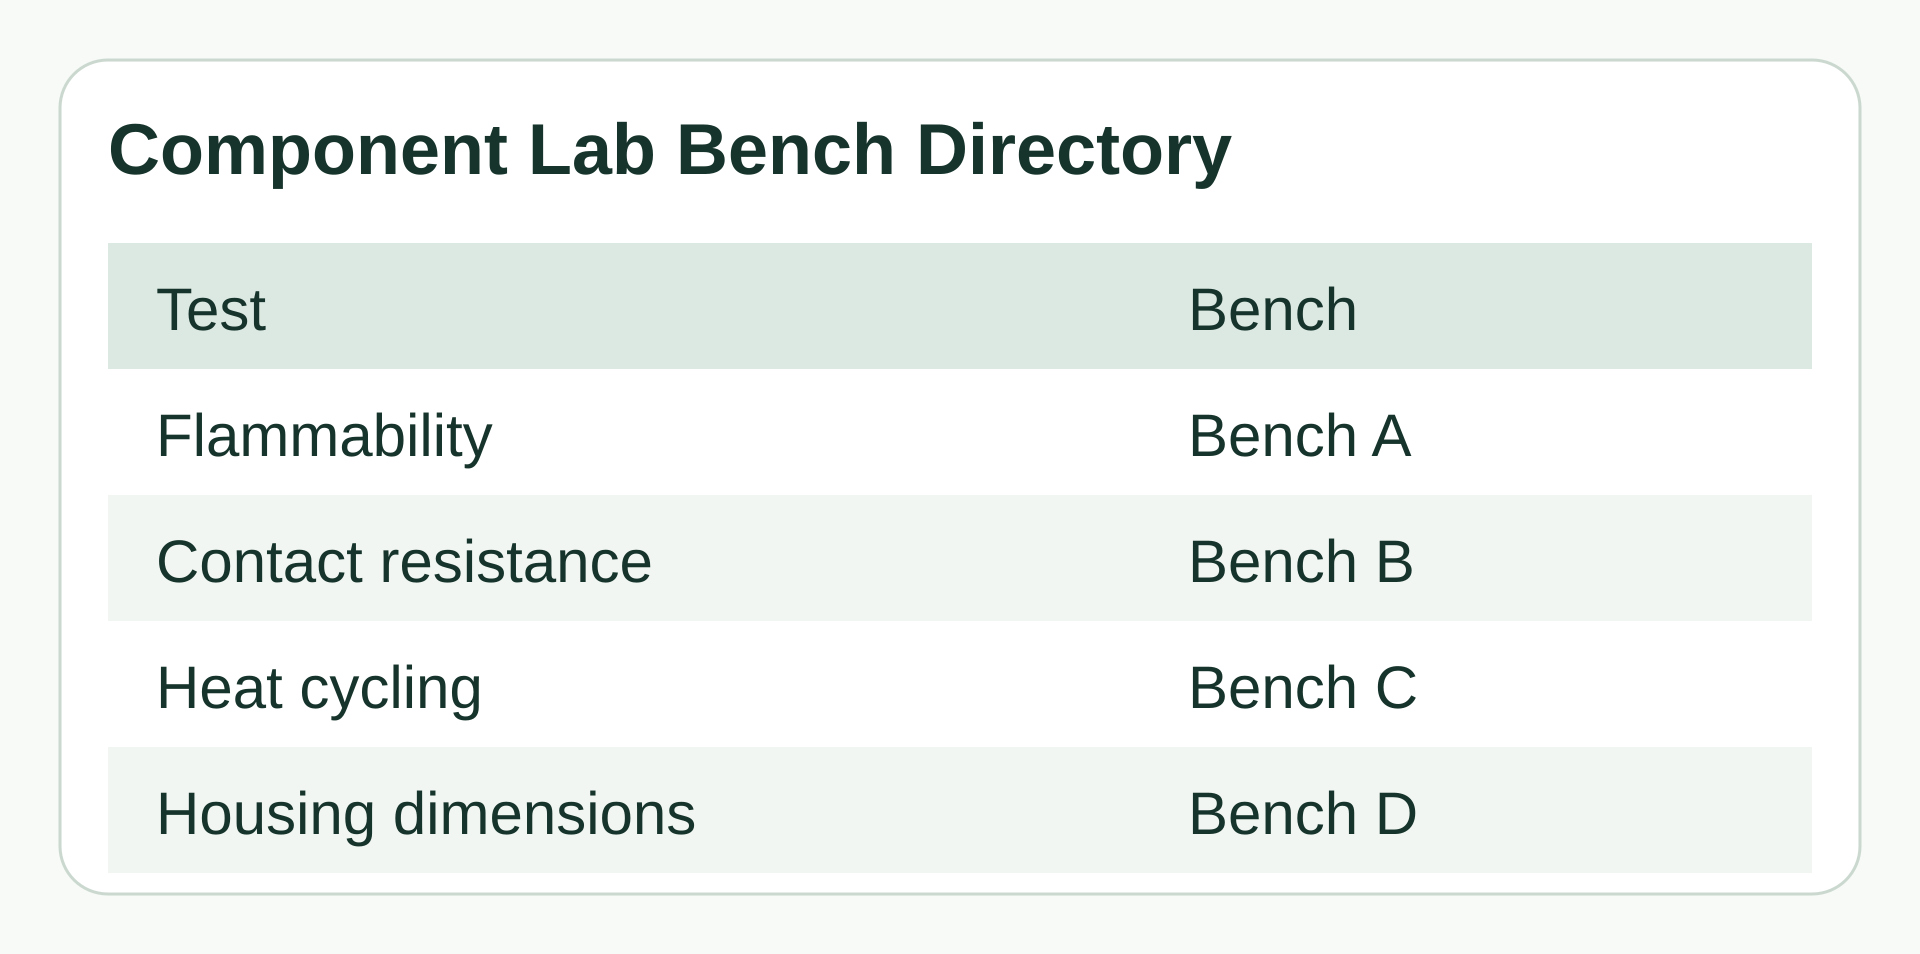 Component Lab Bench Directory
Test Bench
Flammability Bench A
Contact resistance Bench B
Heat cycling Bench C
Housing dimensions Bench D